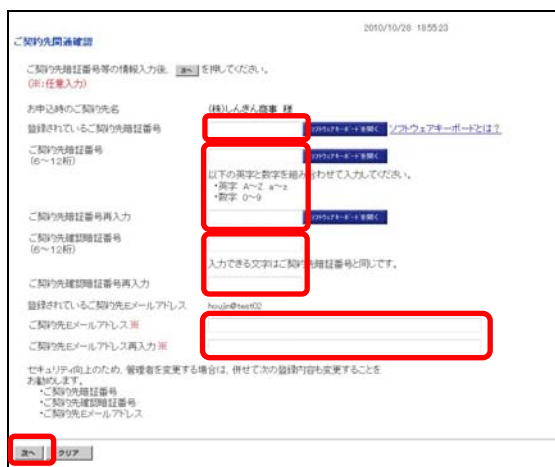 2010/10/28 18:55:23
ご契約先開通確認
ご契約先暗証番号等の情報入力後、 次へ を押してください。
(※:任意入力)
お申込時のご契約先名 (株)しんきん商事 様
登録されているご契約先暗証番号 ソフトウェアキーボードを開く ソフトウェアキーボードとは?
ご契約先暗証番号 ソフトウェアキーボードを開く
(6~12桁)
以下の英字と数字を組み合わせて入力してください。
・英字 A~Z a~z
・数字 0~9
ご契約先暗証番号再入力 ソフトウェアキーボードを開く
ご契約先確認暗証番号
(6~12桁)
入力できる文字はご契約先暗証番号と同じです。
ご契約先確認暗証番号再入力
登録されているご契約先Eメールアドレス houjin@test02
ご契約先Eメールアドレス※
ご契約先Eメールアドレス再入力※
セキュリティ向上のため、管理者を変更する場合は、併せて次の登録内容も変更することを
お勧めします。
・ご契約先暗証番号
・ご契約先確認暗証番号
・ご契約先Eメールアドレス
次へ クリア